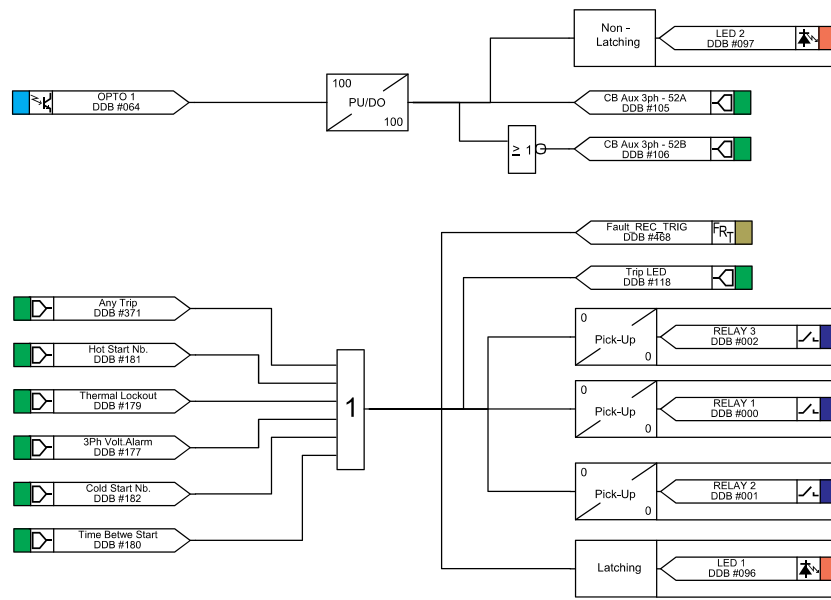 Non -
Latching
LED 2
DDB #097
OPTO 1
DDB #064
100
PU/DO
100
CB Aux 3ph - 52A
DDB #105
≥ 1
CB Aux 3ph - 52B
DDB #106
Fault_REC_TRIG
DDB #468
FRT
Trip LED
DDB #118
Any Trip
DDB #371
Hot Start Nb.
DDB #181
Thermal Lockout
DDB #179
3Ph Volt.Alarm
DDB #177
Cold Start Nb.
DDB #182
Time Betwe Start
DDB #180
1
0
Pick-Up
0
RELAY 3
DDB #002
0
Pick-Up
0
RELAY 1
DDB #000
0
Pick-Up
0
RELAY 2
DDB #001
Latching
LED 1
DDB #096